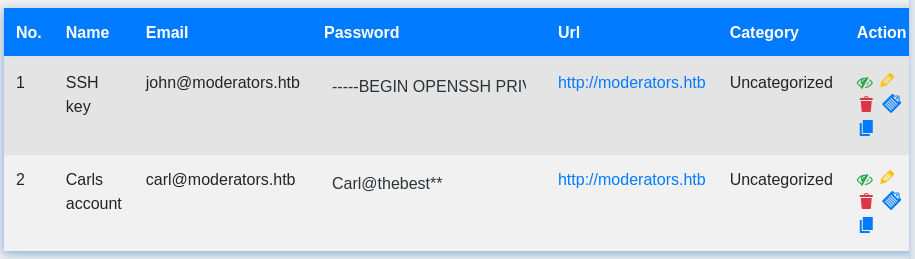 No. Name Email Password Url Category Action
1 SSH key john@moderators.htb -----BEGIN OPENSSH PRIV http://moderators.htb Uncategorized
2 Carls account carl@moderators.htb Carl@thebest** http://moderators.htb Uncategorized